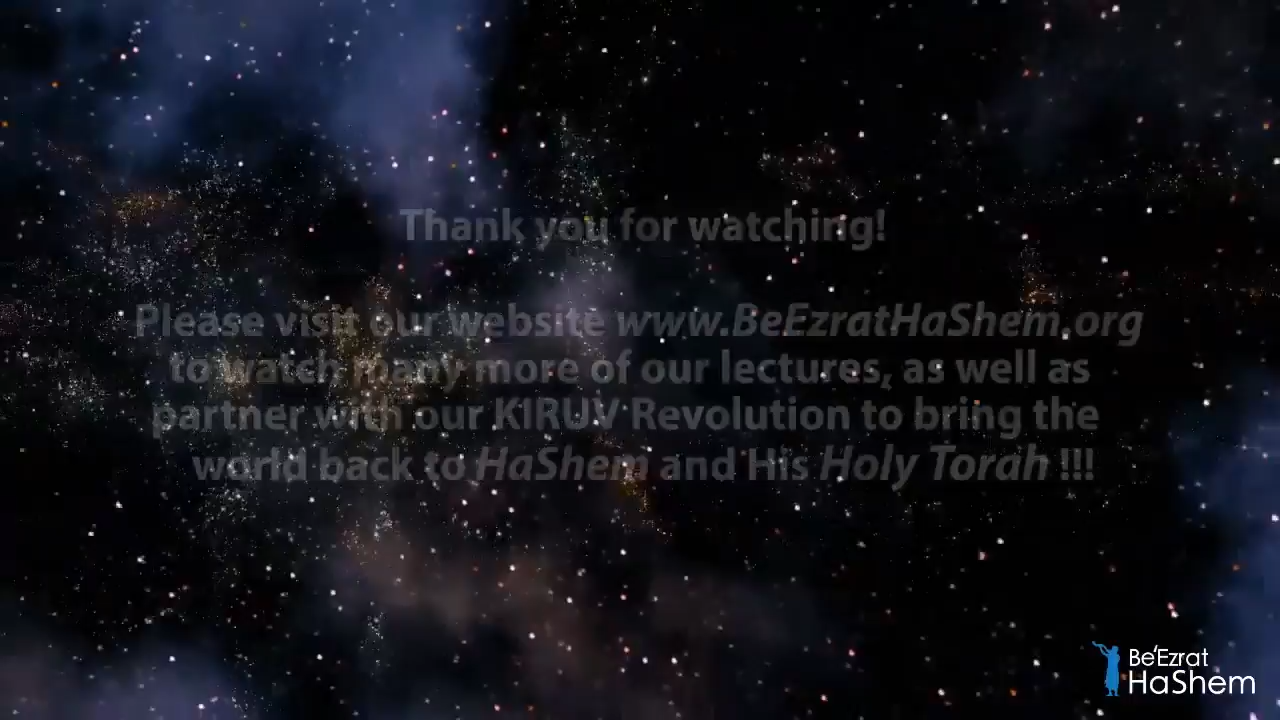 Thank you for watching!
Please visit our website www.BeEzratHaShem.org
to watch many more of our lectures, as well as
partner with our KIRUV Revolution to bring the
world back to HaShem and His Holy Torah !!!
Be'Ezrat
HaShem